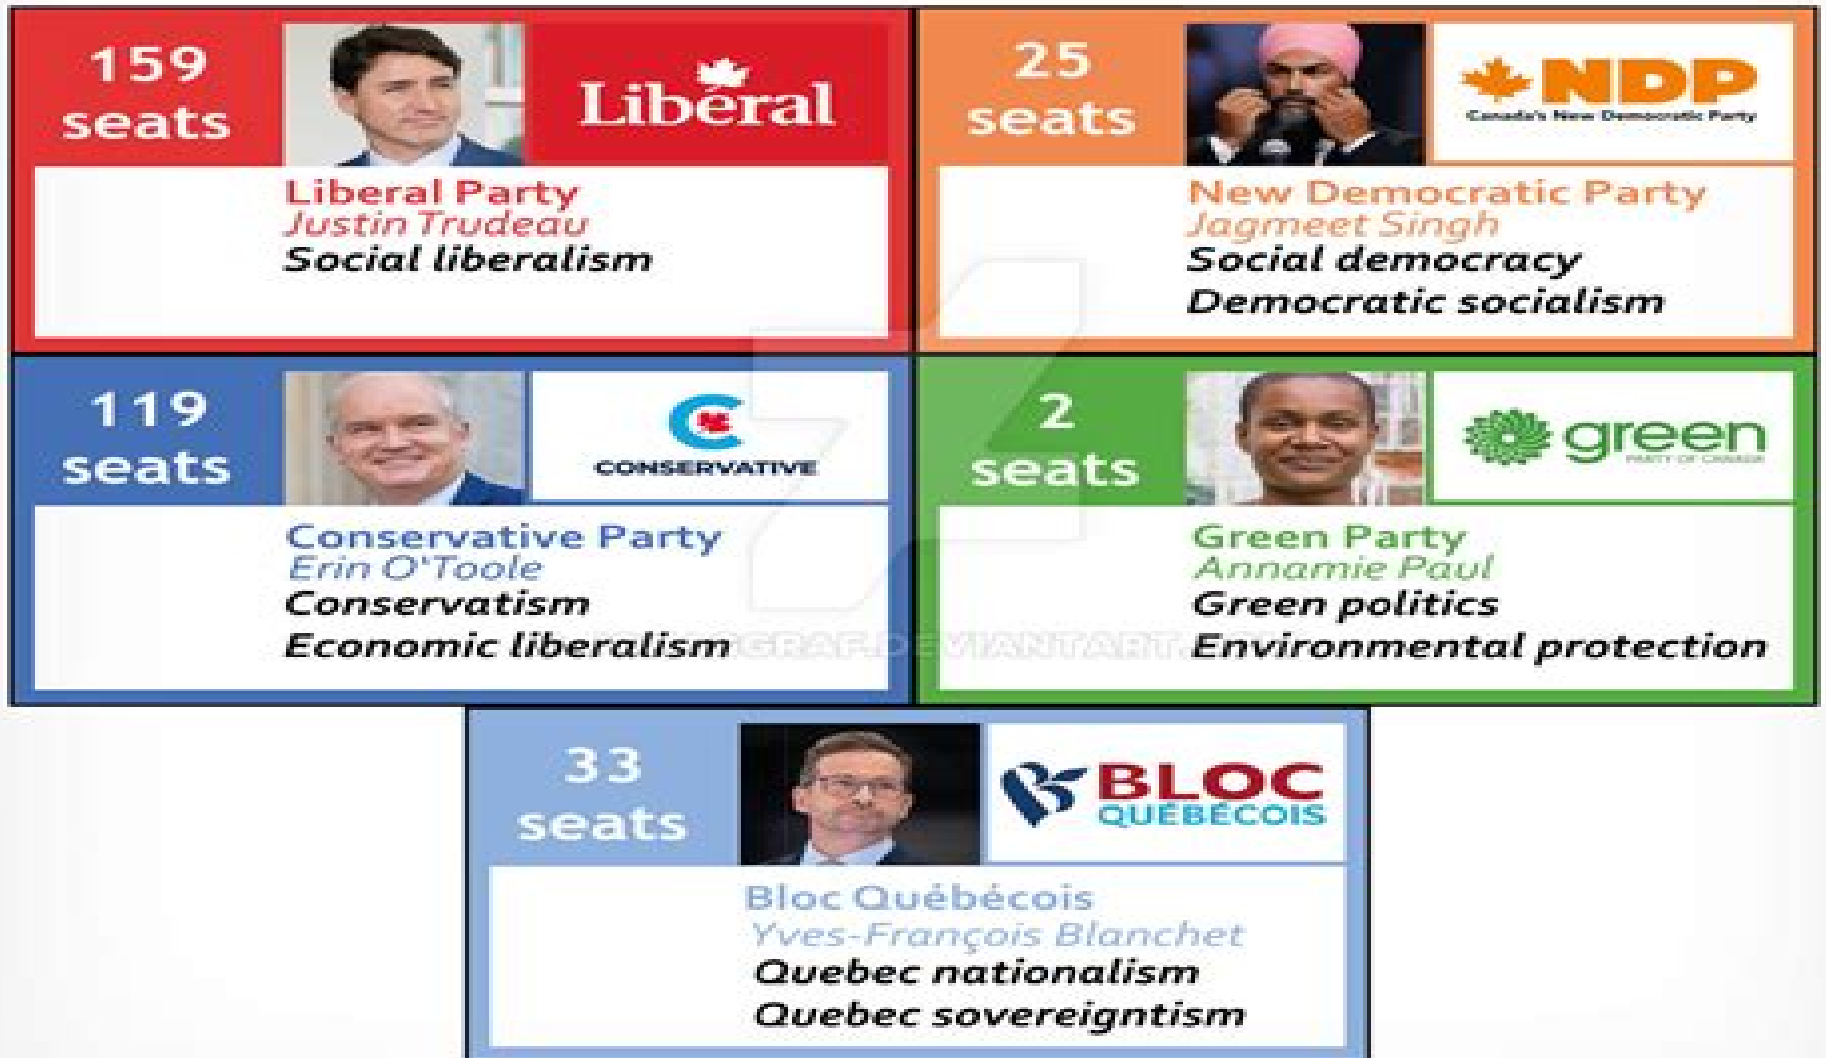 159
seats
Liberal
Liberal Party
Justin Trudeau
Social liberalism
25
seats
NDP
Canada's New Democratic Party
New Democratic Party
Jagmeet Singh
Social democracy
Democratic socialism
119
seats
CONSERVATIVE
Conservative Party
Erin O'Toole
Conservatism
Economic liberalism
2
seats
green
PARTY OF CANADA
Green Party
Annamie Paul
Green politics
Environmental protection
33
seats
BLOC
QUÉBÉCOIS
Bloc Québécois
Yves-François Blanchet
Quebec nationalism
Quebec sovereigntism